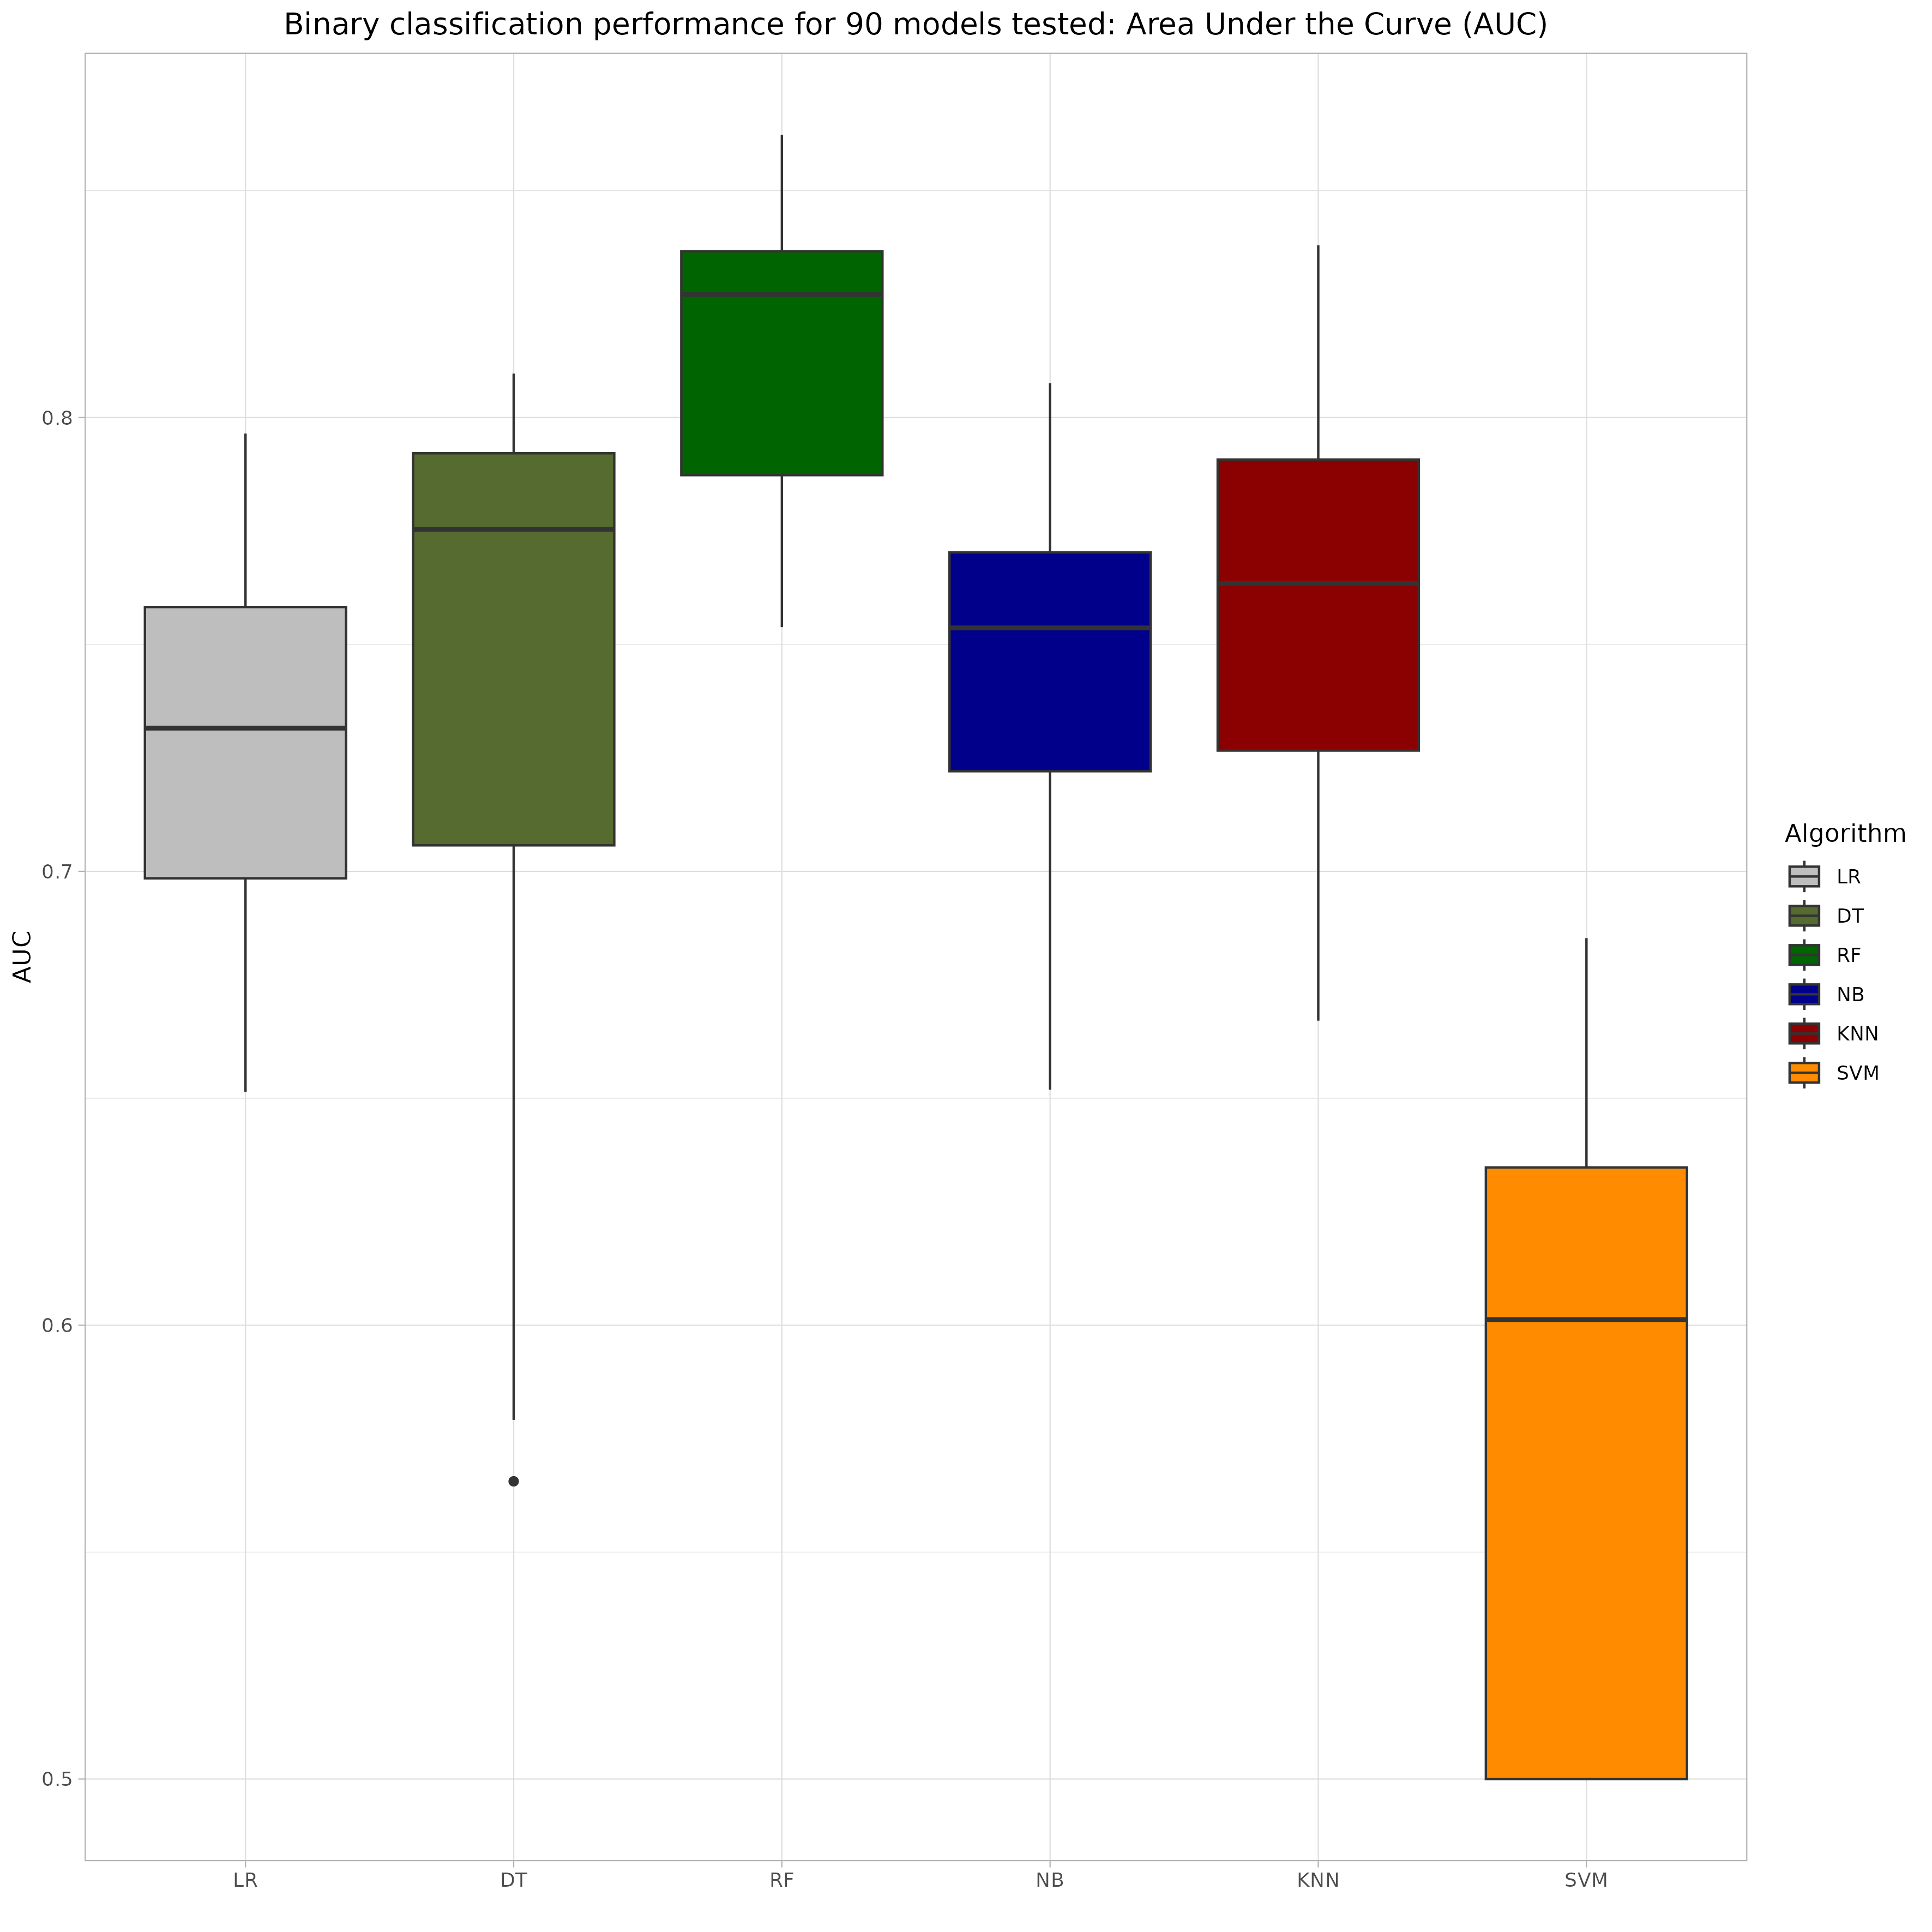 Binary classification performance for 90 models tested: Area Under the Curve (AUC)
0.8
0.7
0.6
0.5
AUC
LR
DT
RF
NB
KNN
SVM
Algorithm
LR
DT
RF
NB
KNN
SVM